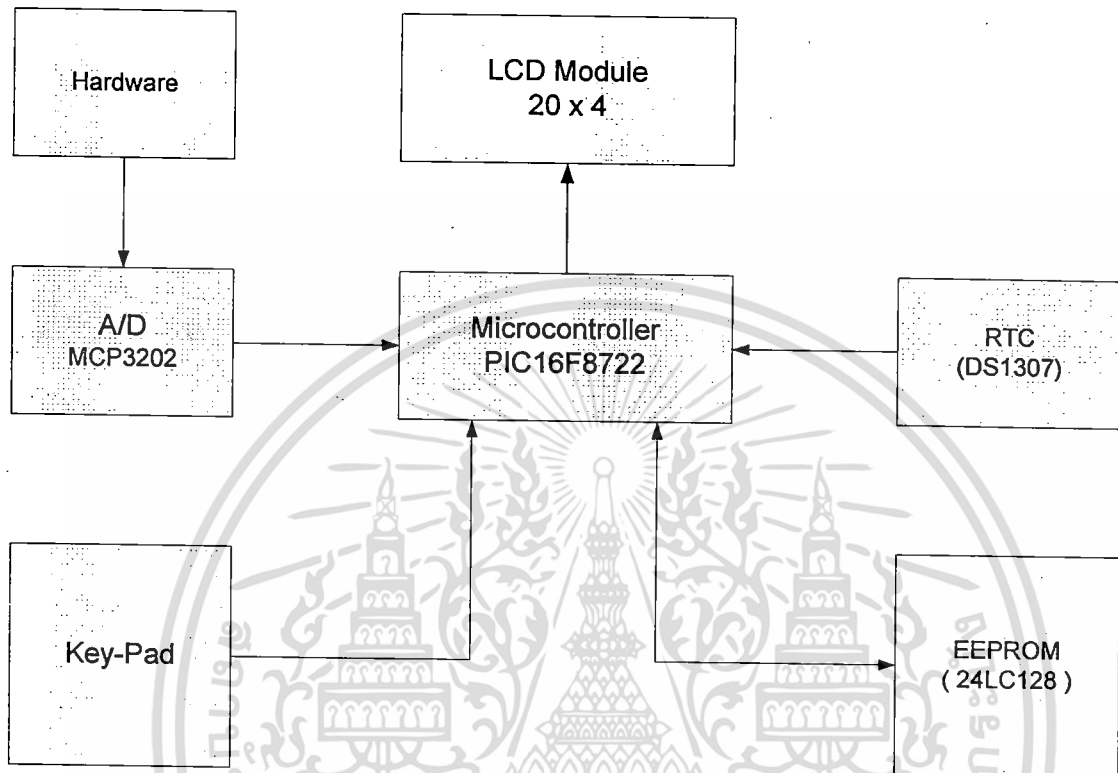 Hardware
LCD Module
20 x 4
A/D
MCP3202
Microcontroller
PIC16F8722
RTC
(DS1307)
Key-Pad
EEPROM
( 24LC128 )